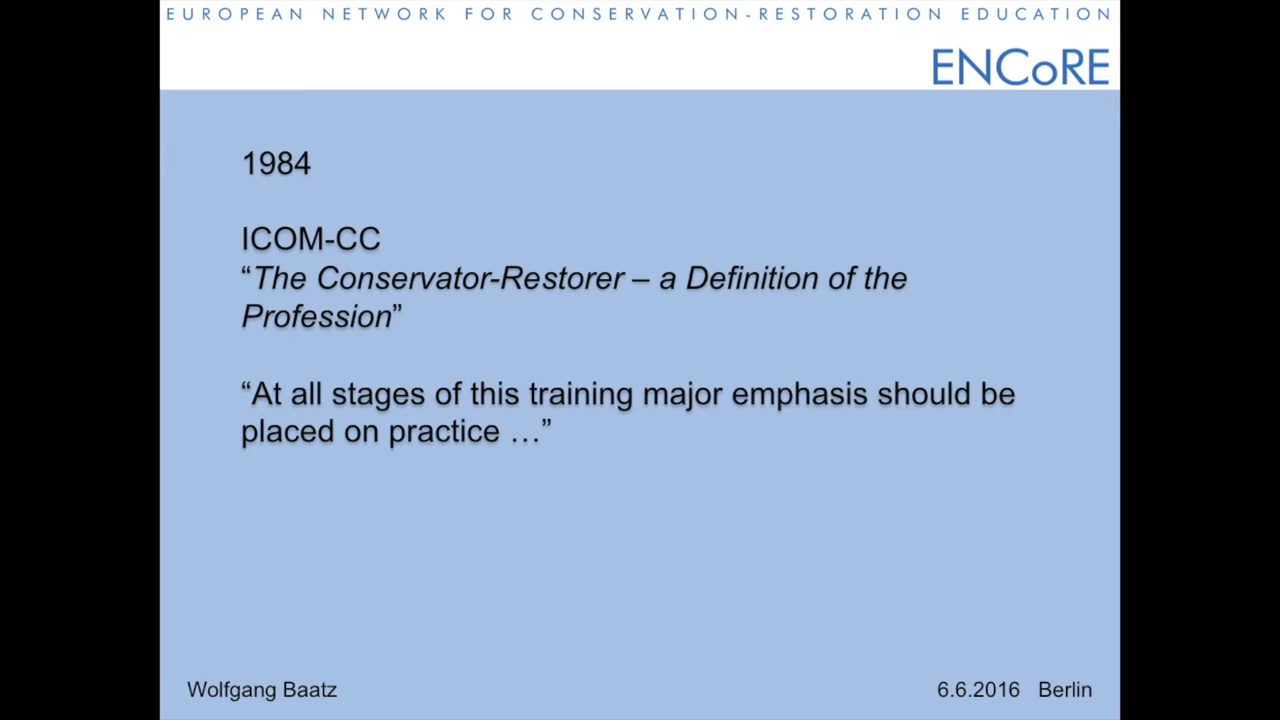 EUROPEAN NETWORK FOR CONSERVATION-RESTORATION EDUCATION
ENCoRE
1984
ICOM-CC
“The Conservator-Restorer – a Definition of the
Profession”
“At all stages of this training major emphasis should be
placed on practice …”
Wolfgang Baatz
6.6.2016 Berlin